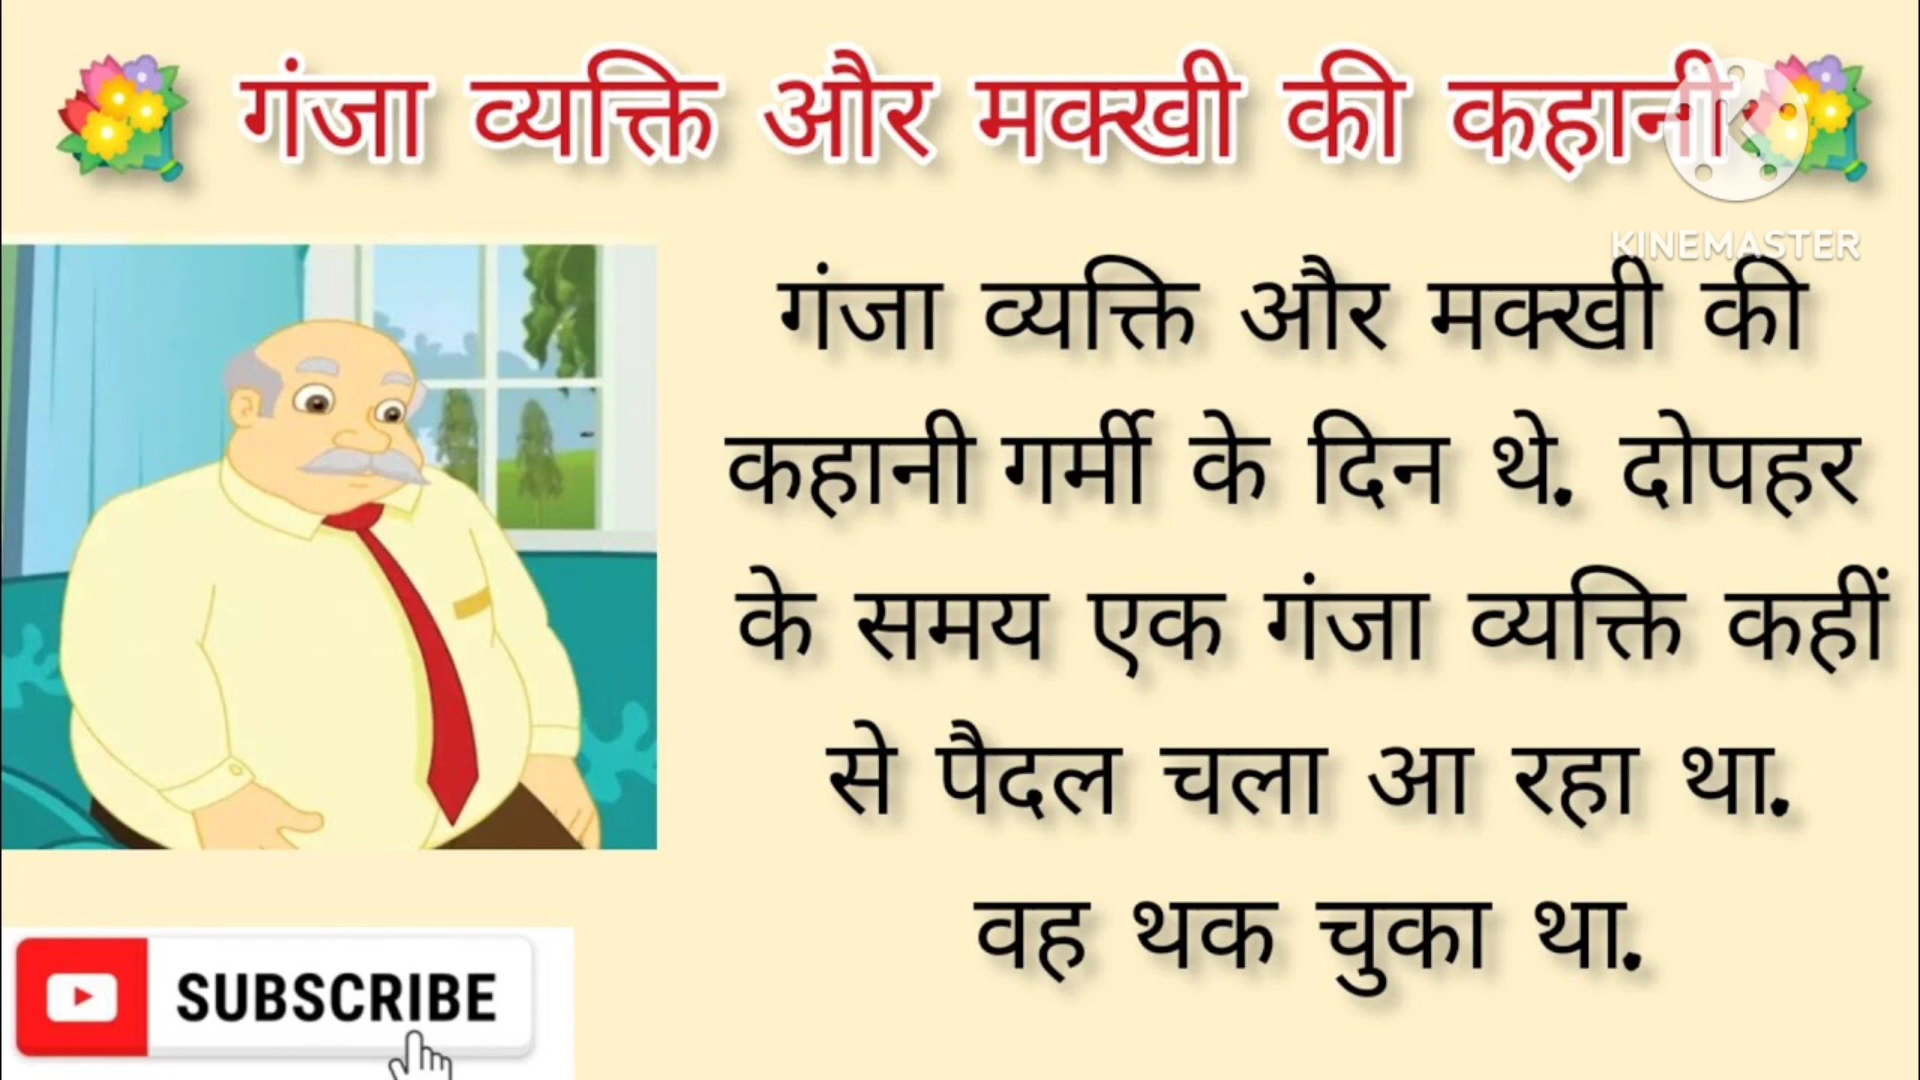 गंजा व्यक्ति और मक्खी की कहानी
KINEMASTER
गंजा व्यक्ति और मक्खी की
कहानी गर्मी के दिन थे. दोपहर
के समय एक गंजा व्यक्ति कहीं
से पैदल चला आ रहा था.
वह थक चुका था.
SUBSCRIBE